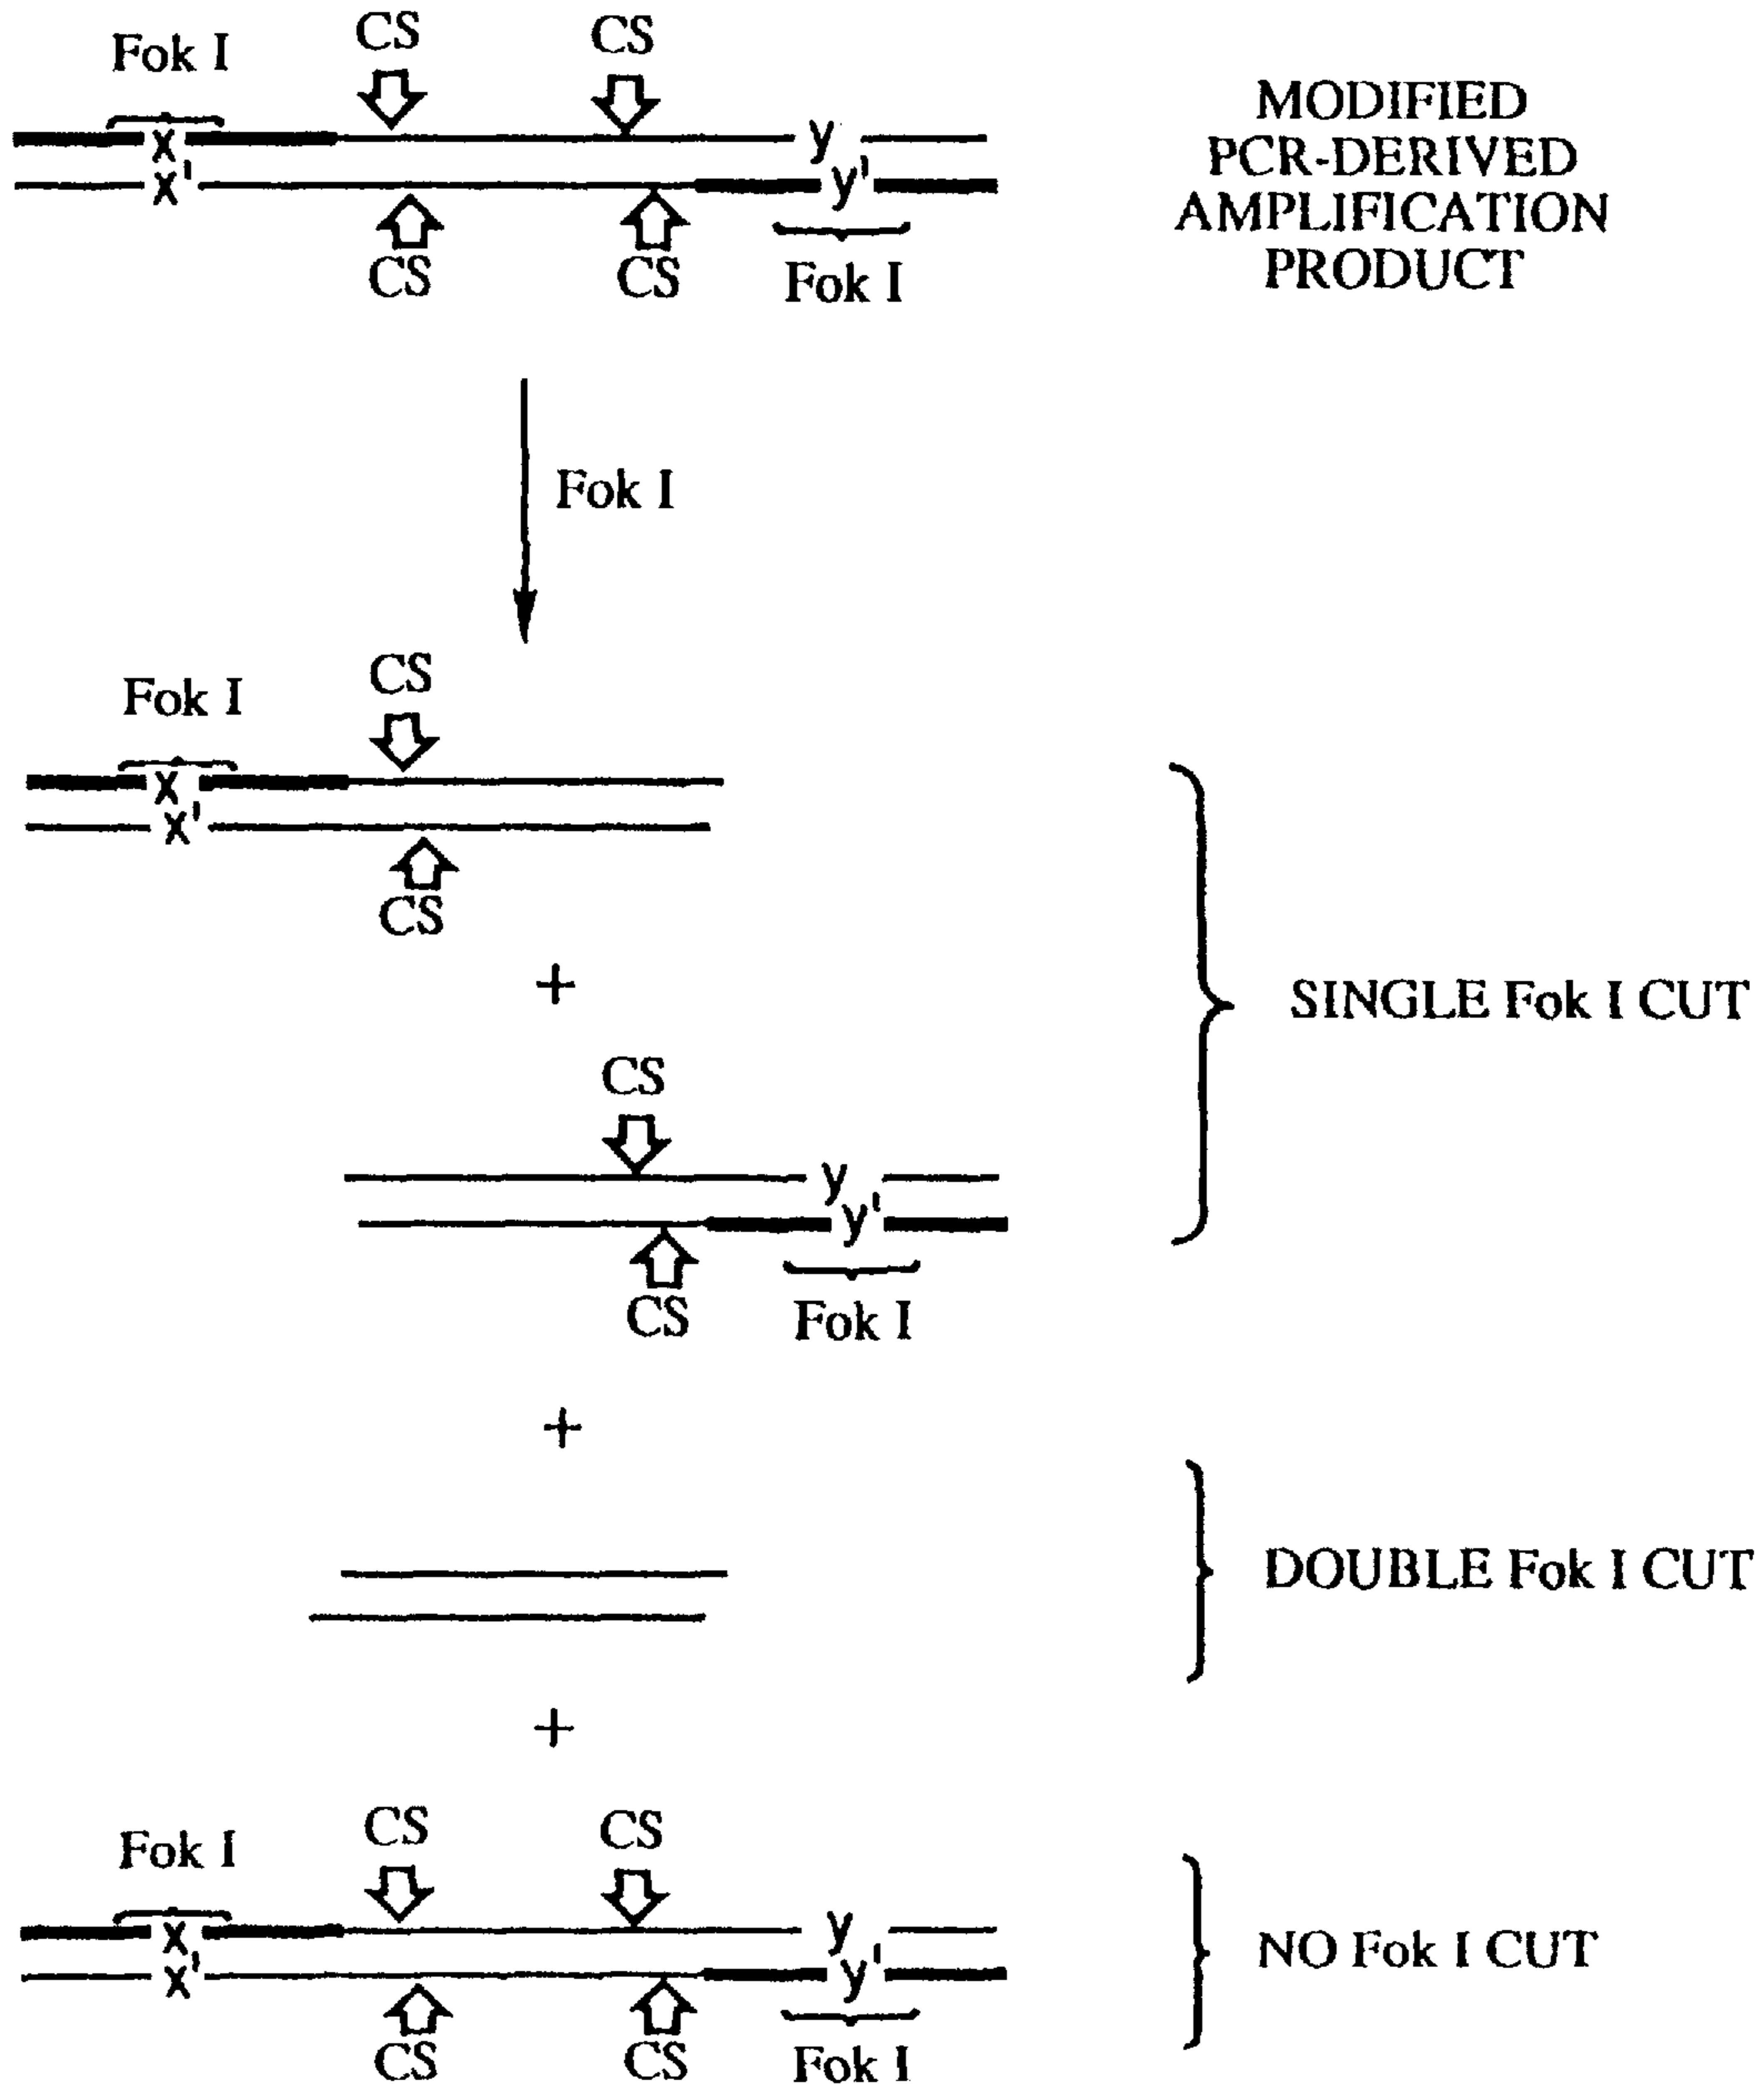 Fok I
CS
CS
MODIFIED
PCR-DERIVED
AMPLIFICATION
PRODUCT
x
y
x'
y'
CS
CS
Fok I
Fok I
CS
Fok I
x
x'
CS
+
SINGLE Fok I CUT
CS
y
y'
CS
Fok I
+
DOUBLE Fok I CUT
+
CS
CS
Fok I
x
y
x'
y'
NO Fok I CUT
CS
CS
Fok I